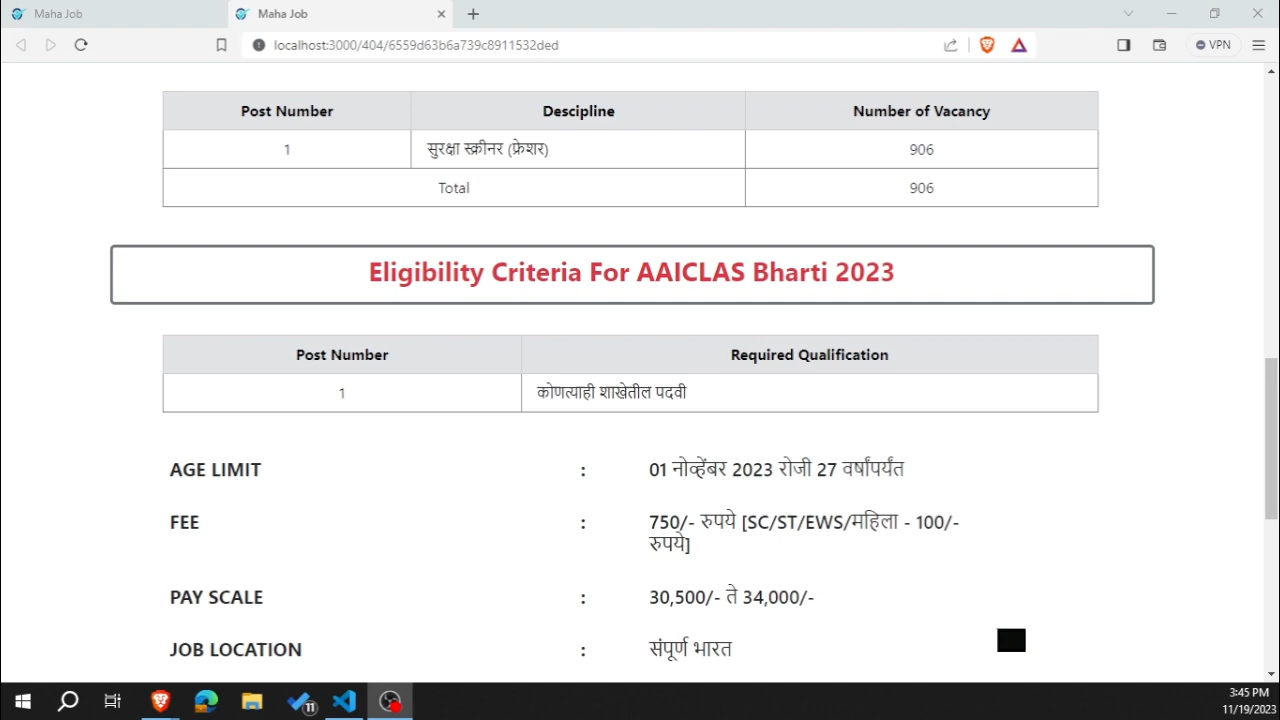 Maha Job
Maha Job
localhost:3000/404/6559d63b6a739c8911532ded
VPN
Post Number Descipline Number of Vacancy
1 सुरक्षा स्क्रीनर (फ्रेशर) 906
Total 906
Eligibility Criteria For AAICLAS Bharti 2023
Post Number Required Qualification
1 कोणत्याही शाखेतील पदवी
AGE LIMIT : 01 नोव्हेंबर 2023 रोजी 27 वर्षांपर्यंत
FEE : 750/- रुपये [SC/ST/EWS/महिला - 100/-
रुपये]
PAY SCALE : 30,500/- ते 34,000/-
JOB LOCATION : संपूर्ण भारत
11
3:45 PM
11/19/2023